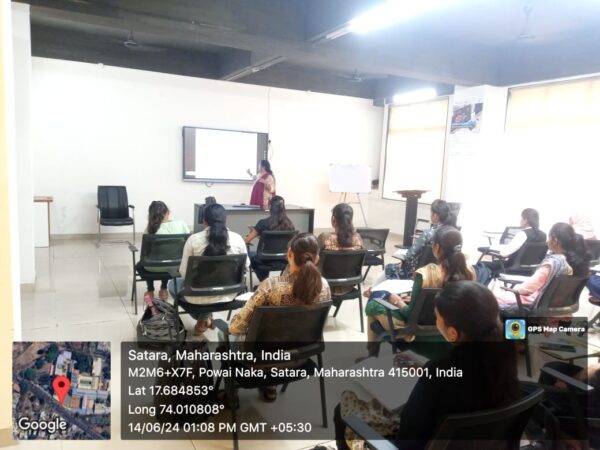 GPS Map Camera
Satara, Maharashtra, India
M2M6+X7F, Powai Naka, Satara, Maharashtra 415001, India
Lat 17.684853°
Long 74.010808°
14/06/24 01:08 PM GMT +05:30
Google